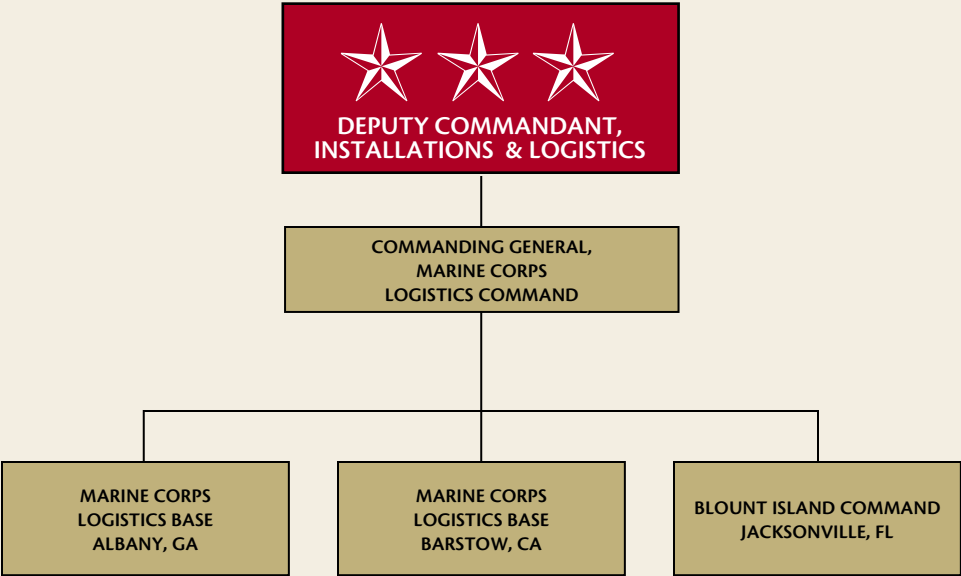 DEPUTY COMMANDANT,
INSTALLATIONS & LOGISTICS
COMMANDING GENERAL,
MARINE CORPS
LOGISTICS COMMAND
MARINE CORPS
LOGISTICS BASE
ALBANY, GA
MARINE CORPS
LOGISTICS BASE
BARSTOW, CA
BLOUNT ISLAND COMMAND
JACKSONVILLE, FL